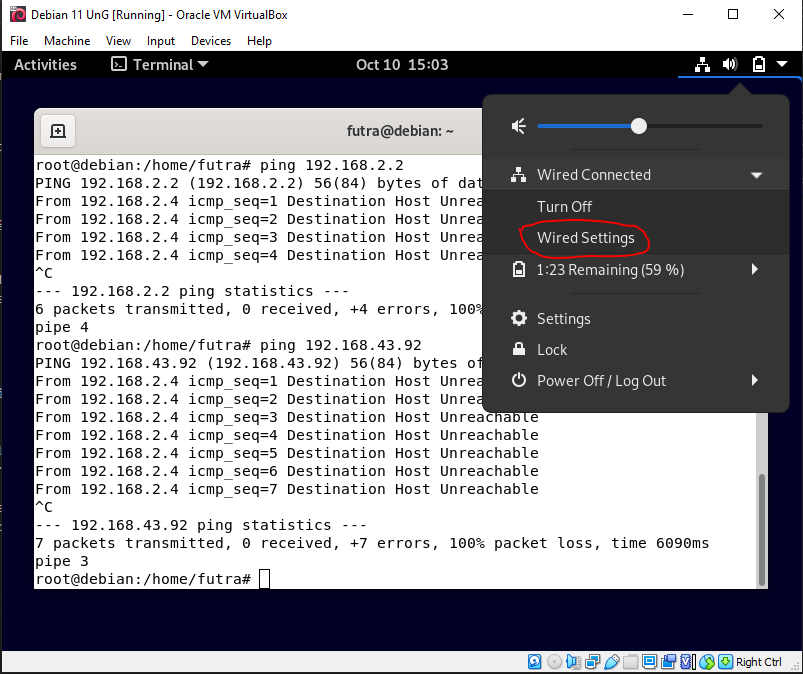 Debian 11 UnG [Running] - Oracle VM VirtualBox
File Machine View Input Devices Help
Activities Terminal Oct 10 15:03
futra@debian: ~
root@debian:/home/futra# ping 192.168.2.2
PING 192.168.2.2 (192.168.2.2) 56(84) bytes of dat
From 192.168.2.4 icmp_seq=1 Destination Host Unreac
From 192.168.2.4 icmp_seq=2 Destination Host Unreac
From 192.168.2.4 icmp_seq=3 Destination Host Unreac
From 192.168.2.4 icmp_seq=4 Destination Host Unreac
^C
--- 192.168.2.2 ping statistics ---
6 packets transmitted, 0 received, +4 errors, 100%
pipe 4
root@debian:/home/futra# ping 192.168.43.92
PING 192.168.43.92 (192.168.43.92) 56(84) bytes of
From 192.168.2.4 icmp_seq=1 Destination Host Unreac
From 192.168.2.4 icmp_seq=2 Destination Host Unreac
From 192.168.2.4 icmp_seq=3 Destination Host Unreachable
From 192.168.2.4 icmp_seq=4 Destination Host Unreachable
From 192.168.2.4 icmp_seq=5 Destination Host Unreachable
From 192.168.2.4 icmp_seq=6 Destination Host Unreachable
From 192.168.2.4 icmp_seq=7 Destination Host Unreachable
^C
--- 192.168.43.92 ping statistics ---
7 packets transmitted, 0 received, +7 errors, 100% packet loss, time 6090ms
pipe 3
root@debian:/home/futra#
Wired Connected
Turn Off
Wired Settings
1:23 Remaining (59 %)
Settings
Lock
Power Off / Log Out
Right Ctrl